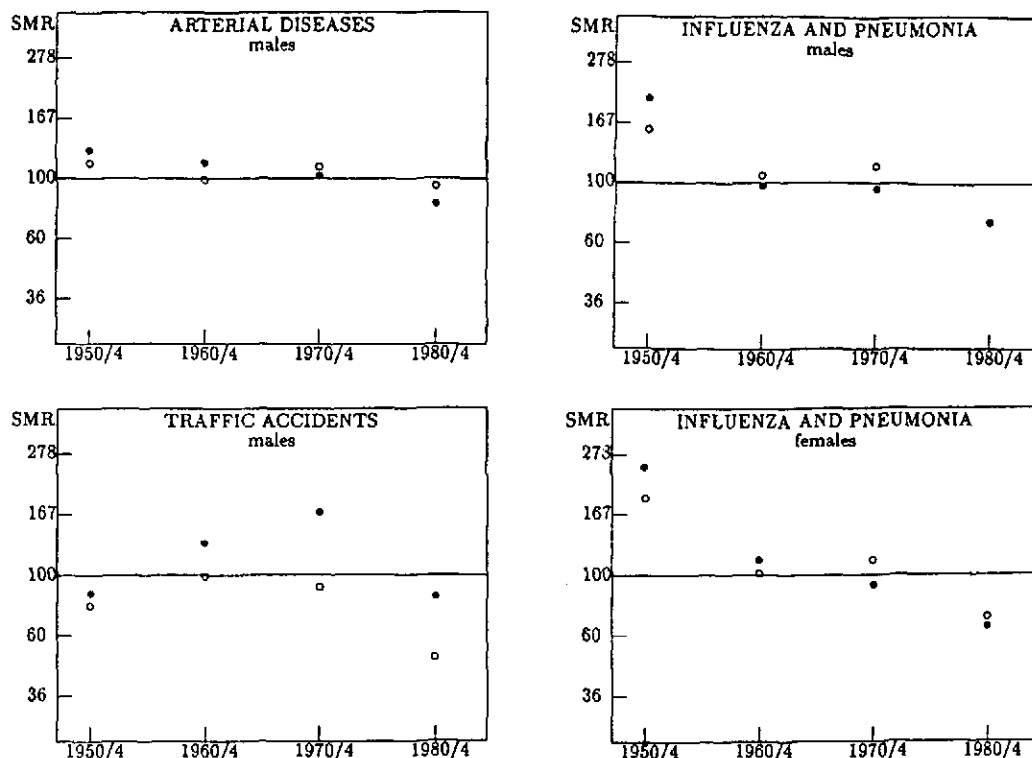 SMR ARTERIAL DISEASES
males
278
167
100
60
36
1950/4 1960/4 1970/4 1980/4
SMR INFLUENZA AND PNEUMONIA
males
278
167
100
60
36
1950/4 1960/4 1970/4 1980/4
SMR TRAFFIC ACCIDENTS
males
278
167
100
60
36
1950/4 1960/4 1970/4 1980/4
SMR INFLUENZA AND PNEUMONIA
females
273
167
100
60
36
1950/4 1960/4 1970/4 1980/4